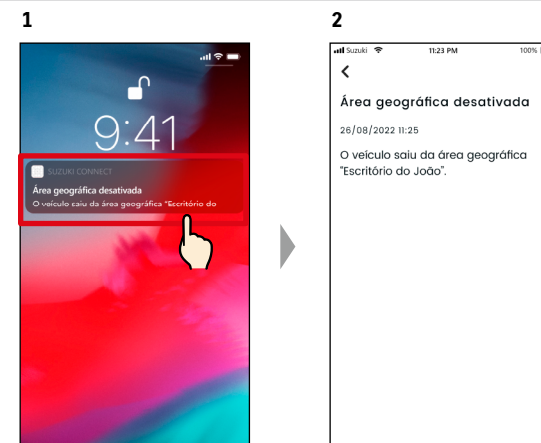 1
9:41
SUZUKI CONNECT
Área geográfica desativada
O veículo saiu da área geográfica "Escritório do
2
Suzuki 11:23 PM 100%
Área geográfica desativada
26/08/2022 11:25
O veículo saiu da área geográfica
"Escritório do João".